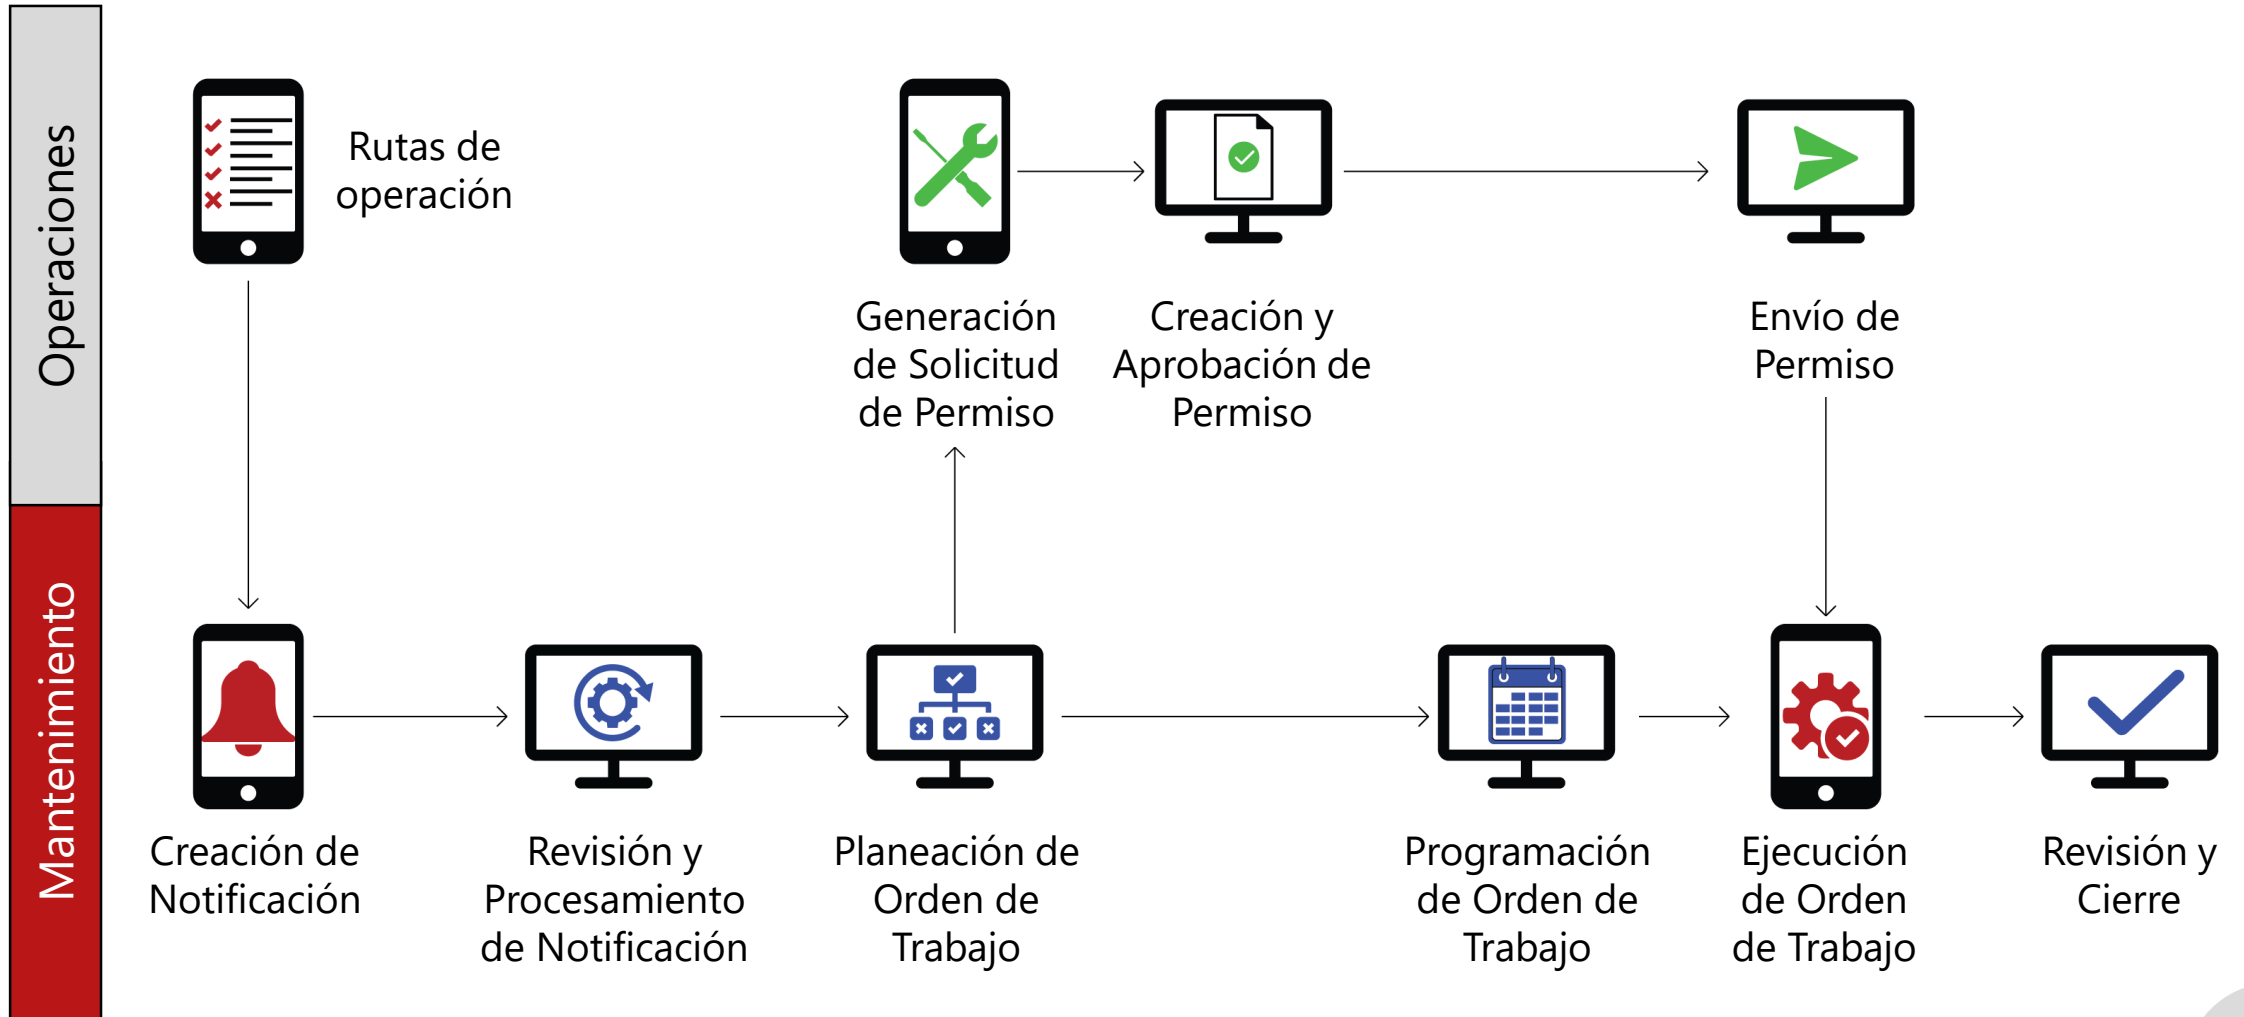 Operaciones
Rutas de
operación
Generación
de Solicitud
de Permiso
Creación y
Aprobación de
Permiso
Envío de
Permiso
Mantenimiento
Creación de
Notificación
Revisión y
Procesamiento
de Notificación
Planeación de
Orden de
Trabajo
Programación
de Orden de
Trabajo
Ejecución
de Orden
de Trabajo
Revisión y
Cierre